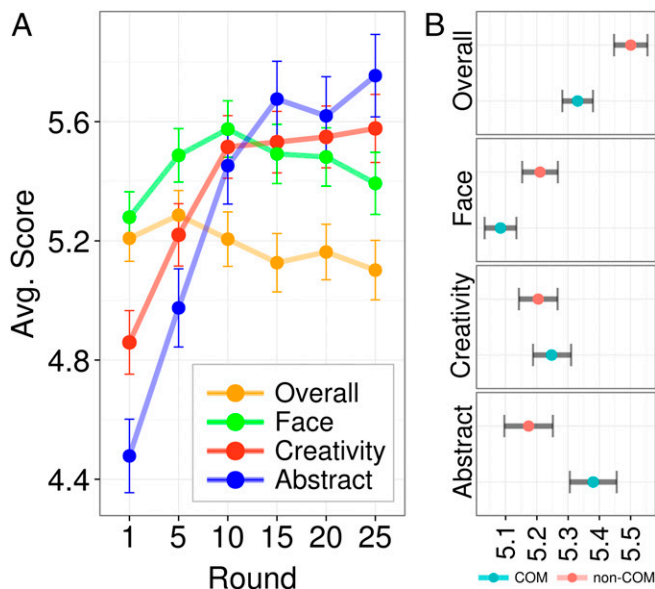 A
Avg. Score
5.6
5.2
4.8
4.4
Overall
Face
Creativity
Abstract
1 5 10 15 20 25
Round
B
Overall
Face
Creativity
Abstract
5.1 5.2 5.3 5.4 5.5
COM non-COM